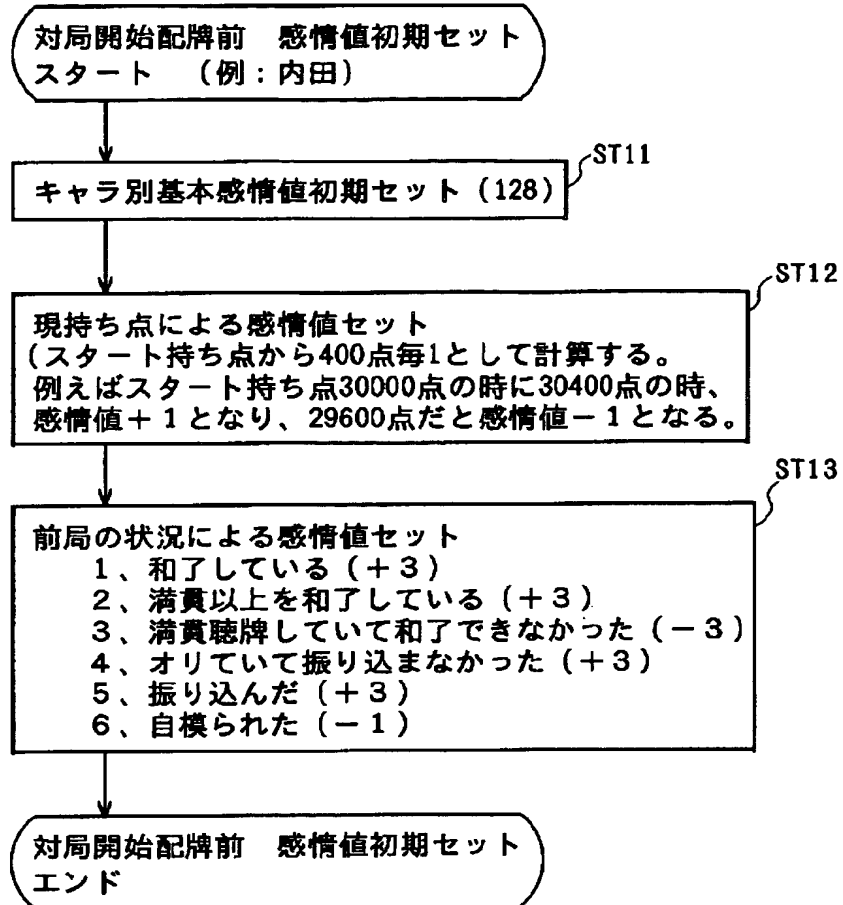 対局開始配牌前　感情値初期セット
スタート　（例：内田）
ST11
キャラ別基本感情値初期セット（128）
ST12
現持ち点による感情値セット
（スタート持ち点から400点毎1として計算する。
例えばスタート持ち点30000点の時に30400点の時、
感情値＋１となり、29600点だと感情値－１となる。
ST13
前局の状況による感情値セット
１、和了している（＋３）
２、満貫以上を和了している（＋３）
３、満貫聴牌していて和了できなかった（－３）
４、オリていて振り込まなかった（＋３）
５、振り込んだ（＋３）
６、自模られた（－１）
対局開始配牌前　感情値初期セット
エンド